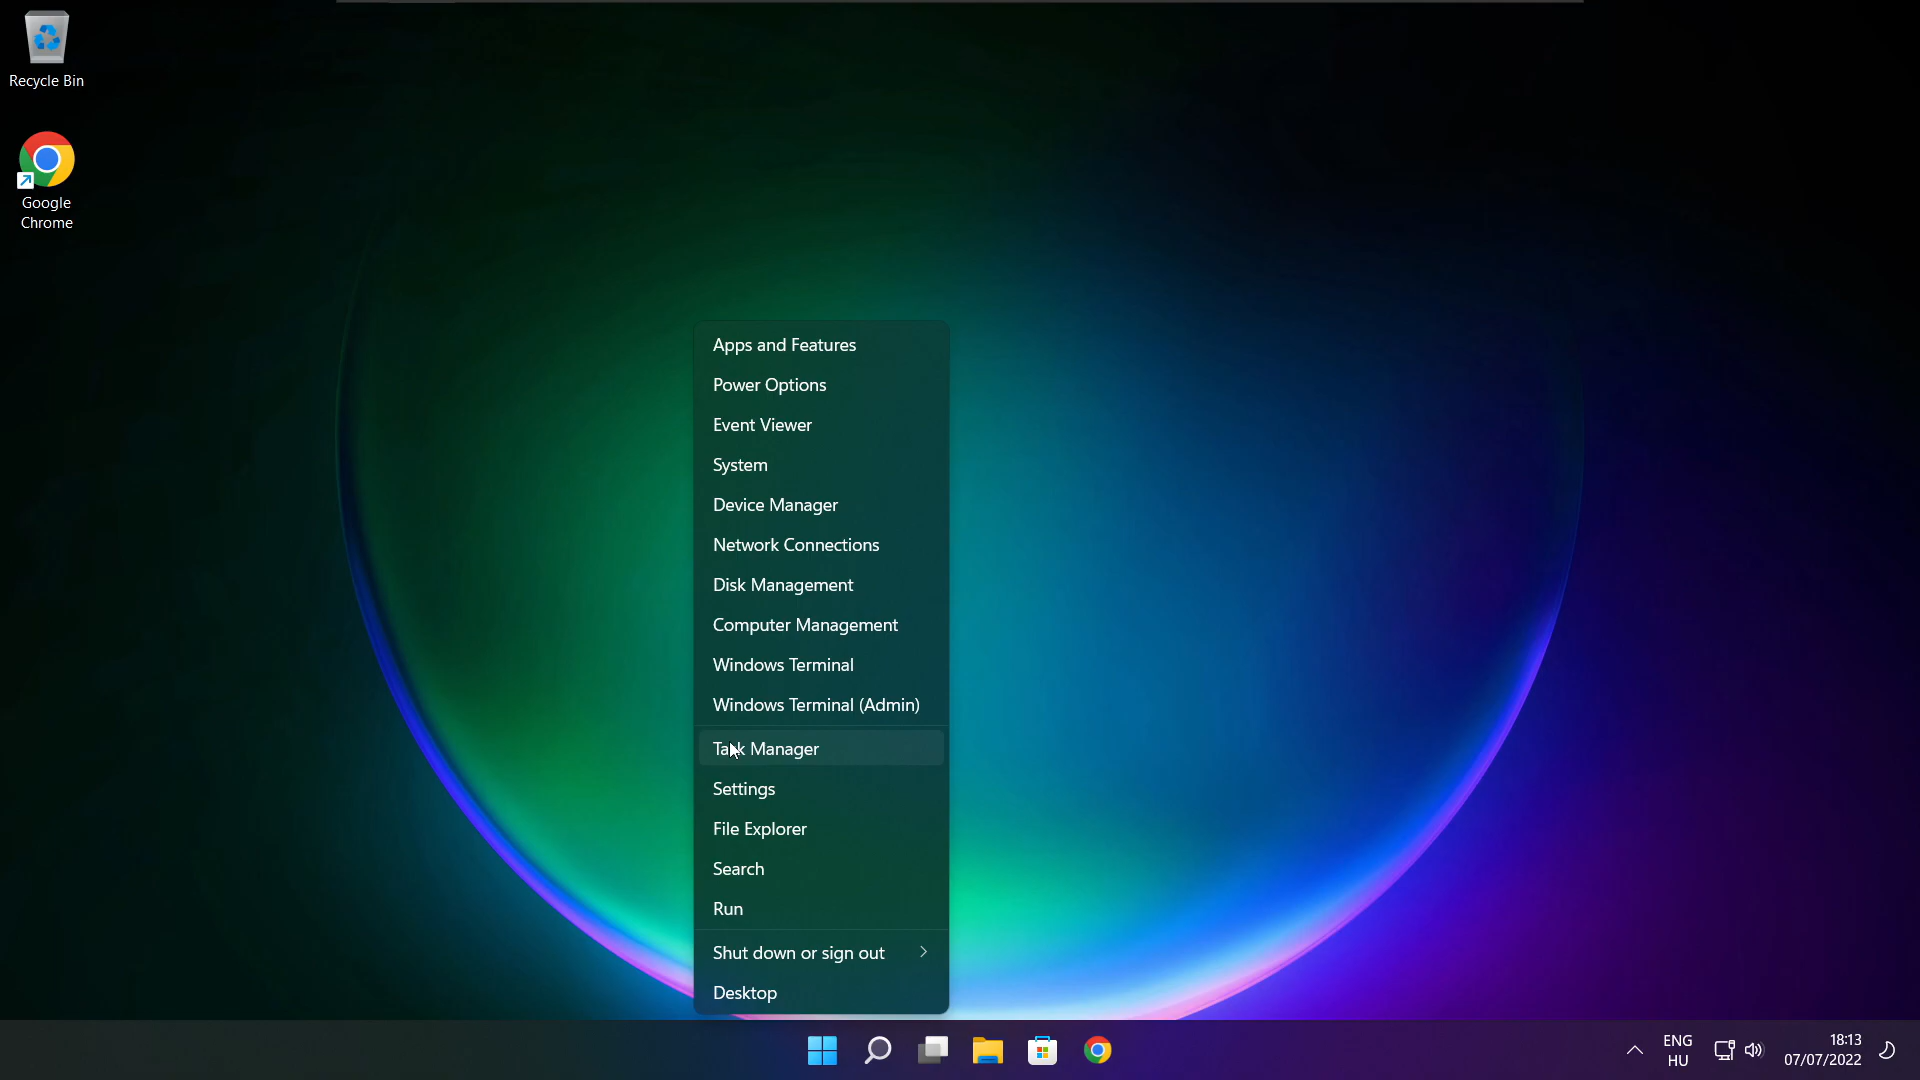 Recycle Bin
Google
Chrome
Apps and Features
Power Options
Event Viewer
System
Device Manager
Network Connections
Disk Management
Computer Management
Windows Terminal
Windows Terminal (Admin)
Task Manager
Settings
File Explorer
Search
Run
Shut down or sign out
Desktop
ENG
HU
18:13
07/07/2022